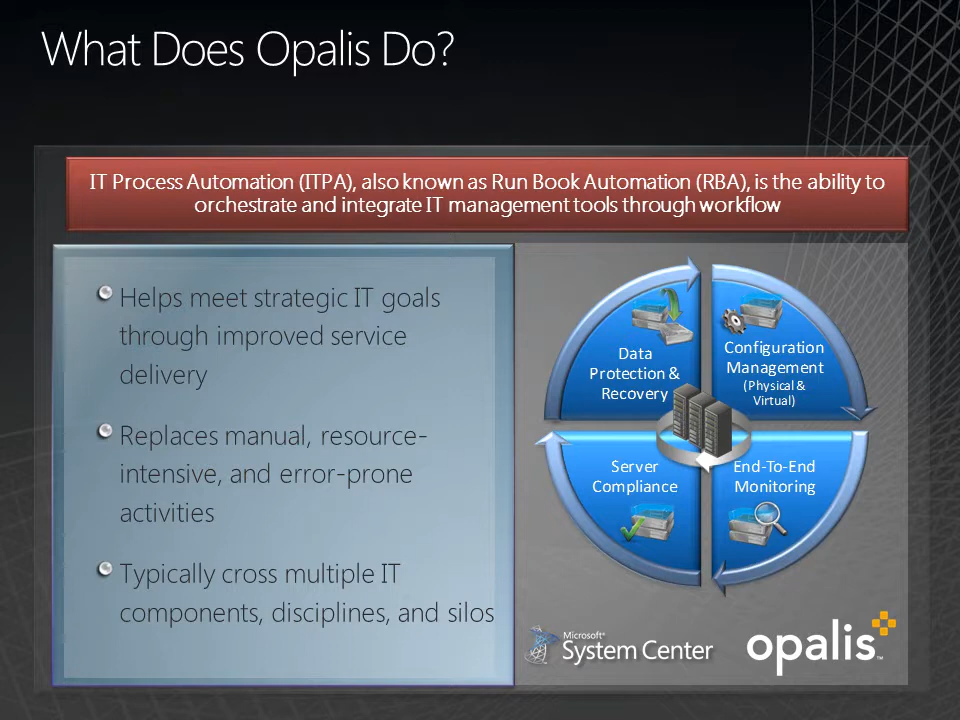 What Does Opalis Do?
IT Process Automation (ITPA), also known as Run Book Automation (RBA), is the ability to
orchestrate and integrate IT management tools through workflow
Helps meet strategic IT goals
through improved service
delivery
Replaces manual, resource-
intensive, and error-prone
activities
Typically cross multiple IT
components, disciplines, and silos
Data
Protection &
Recovery
Configuration
Management
(Physical &
Virtual)
Server
Compliance
End-To-End
Monitoring
Microsoft®
System Center
opalis™